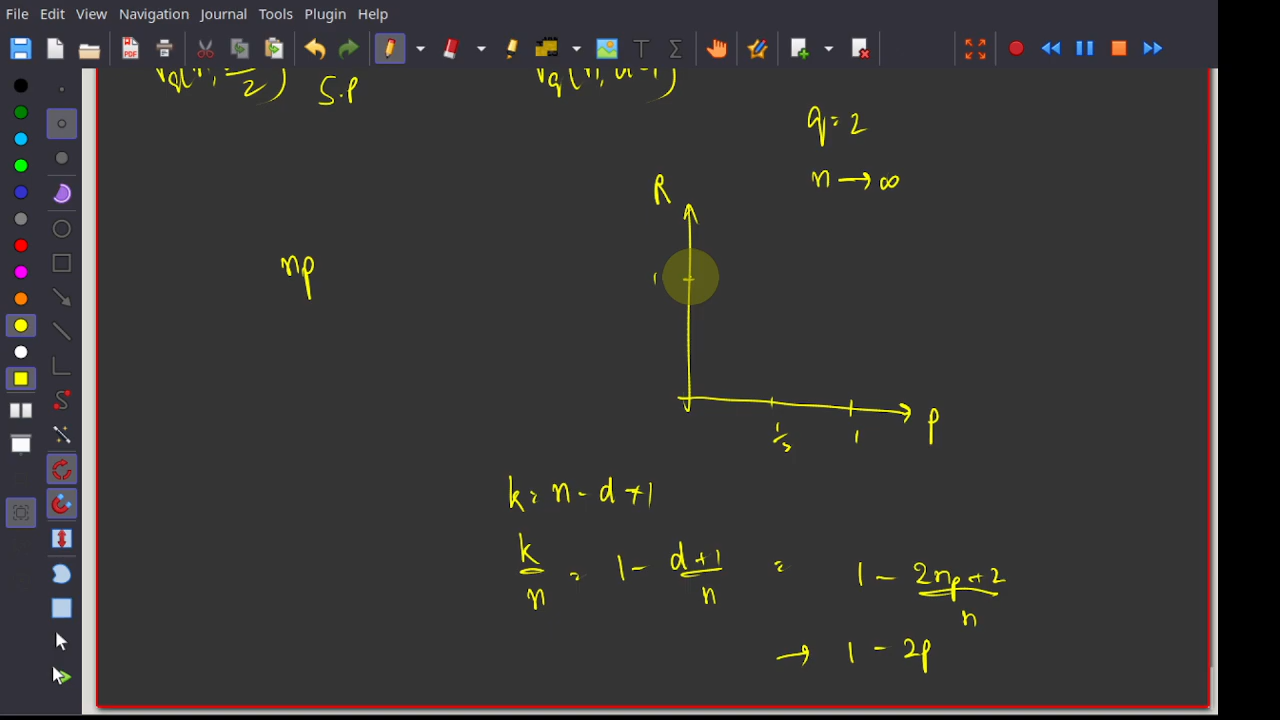 File Edit View Navigation Journal Tools Plugin Help
S.P
q = 2
n → ∞
R
np
1
1/2 1
p
k = n - d + 1
k/n = 1 - d+1/n = 1 - 2np+2/n
→ 1 - 2p